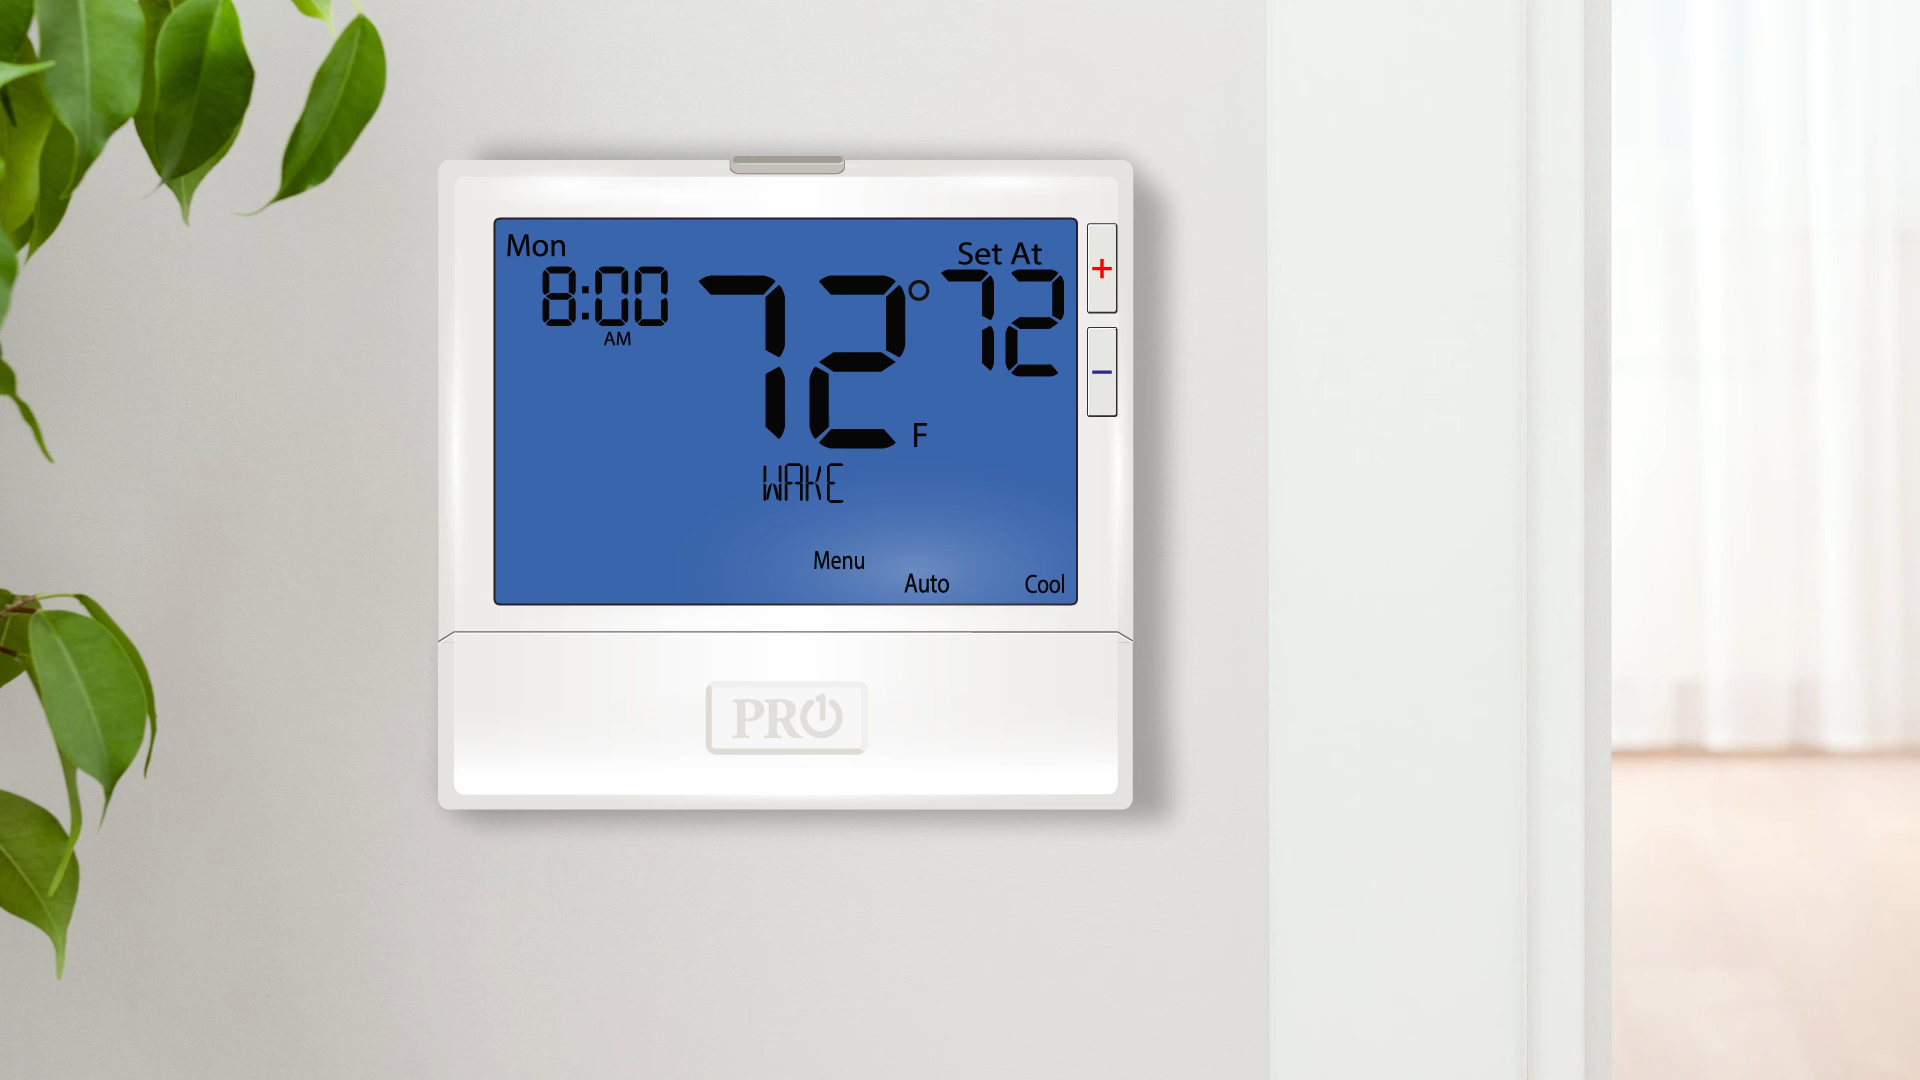 Mon
8:00
AM
72°
F
Set At
72
+
−
WAKE
Menu
Auto
Cool
PRO